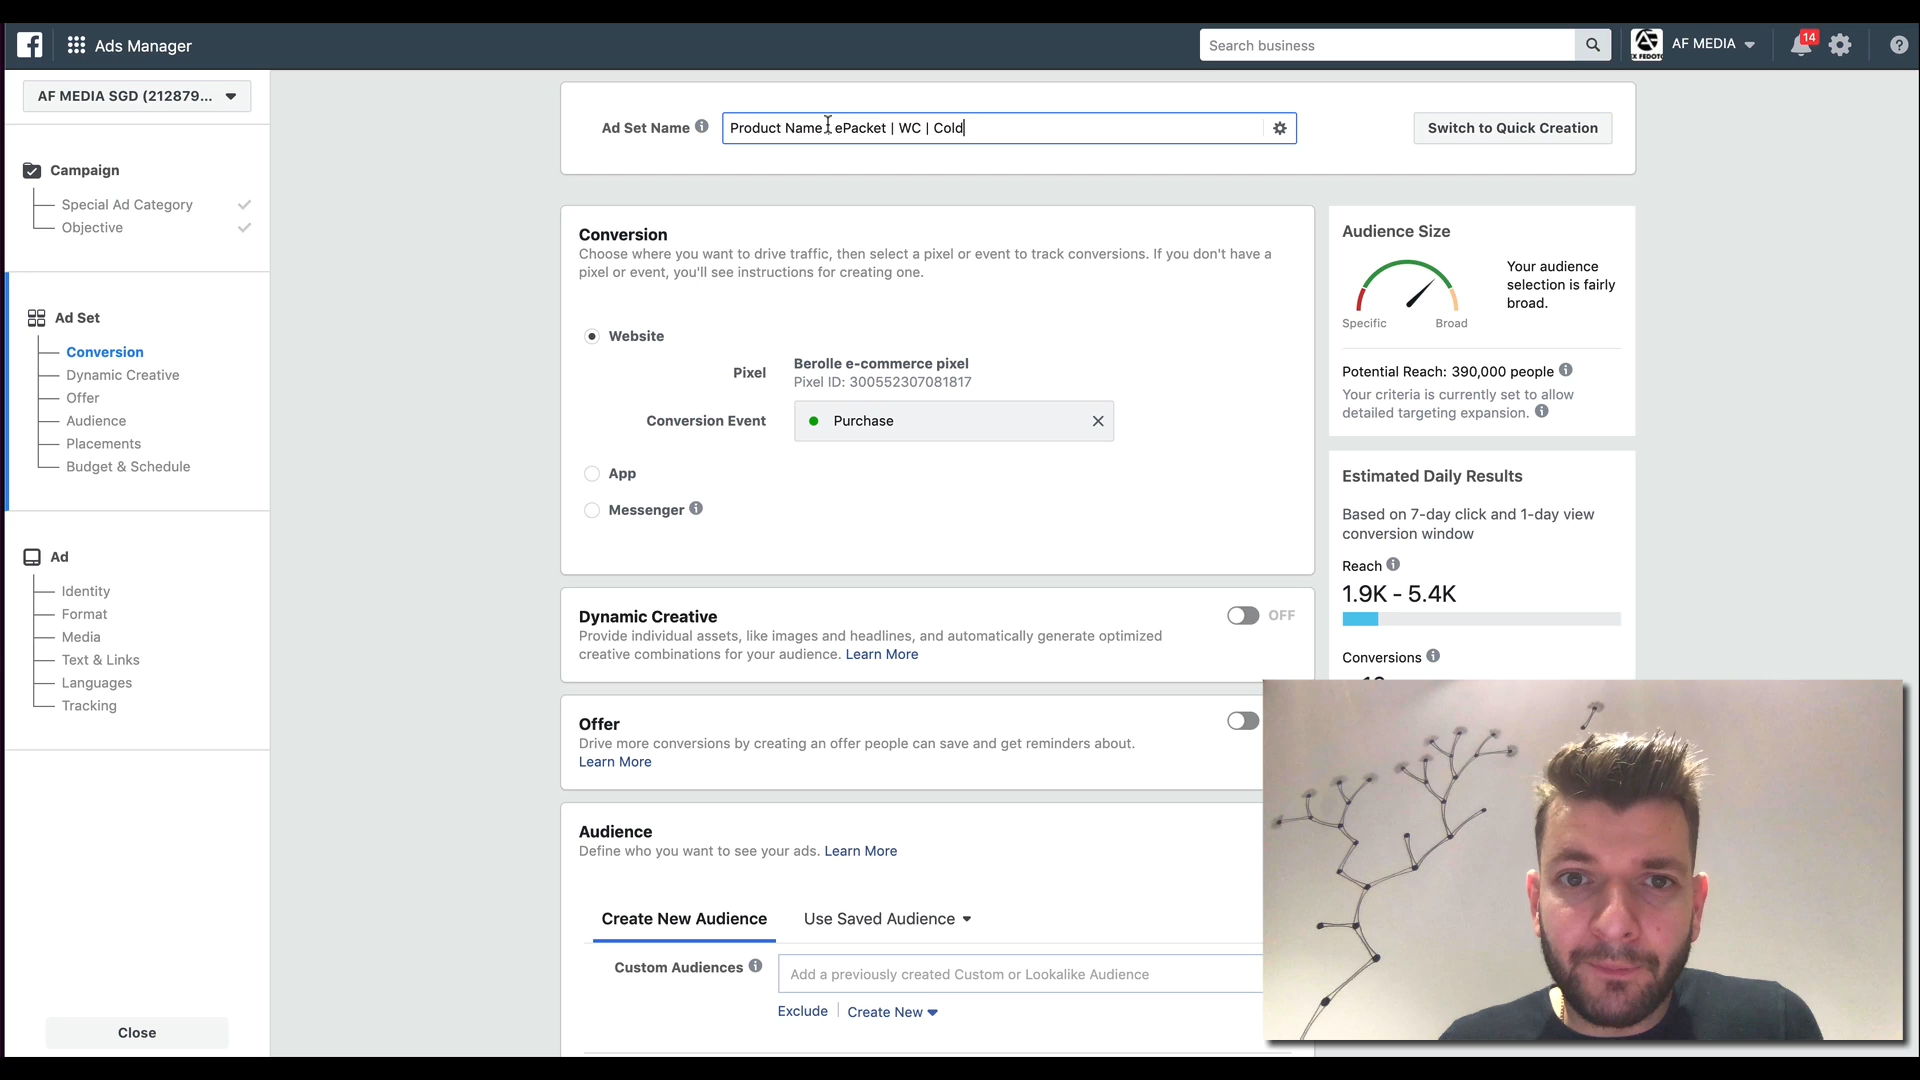 Ads Manager
Search business
AF MEDIA
14
AF MEDIA SGD (212879...
Campaign
Special Ad Category
Objective
Ad Set
Conversion
Dynamic Creative
Offer
Audience
Placements
Budget & Schedule
Ad
Identity
Format
Media
Text & Links
Languages
Tracking
Close
Ad Set Name
Product Name ePacket | WC | Cold
Switch to Quick Creation
Conversion
Choose where you want to drive traffic, then select a pixel or event to track conversions. If you don't have a
pixel or event, you'll see instructions for creating one.
Website
Pixel
Berolle e-commerce pixel
Pixel ID: 300552307081817
Conversion Event
Purchase
App
Messenger
Dynamic Creative
OFF
Provide individual assets, like images and headlines, and automatically generate optimized
creative combinations for your audience. Learn More
Offer
Drive more conversions by creating an offer people can save and get reminders about.
Learn More
Audience
Define who you want to see your ads. Learn More
Create New Audience
Use Saved Audience
Custom Audiences
Add a previously created Custom or Lookalike Audience
Exclude
Create New
Audience Size
Your audience
selection is fairly
broad.
Specific
Broad
Potential Reach: 390,000 people
Your criteria is currently set to allow
detailed targeting expansion.
Estimated Daily Results
Based on 7-day click and 1-day view
conversion window
Reach
1.9K - 5.4K
Conversions